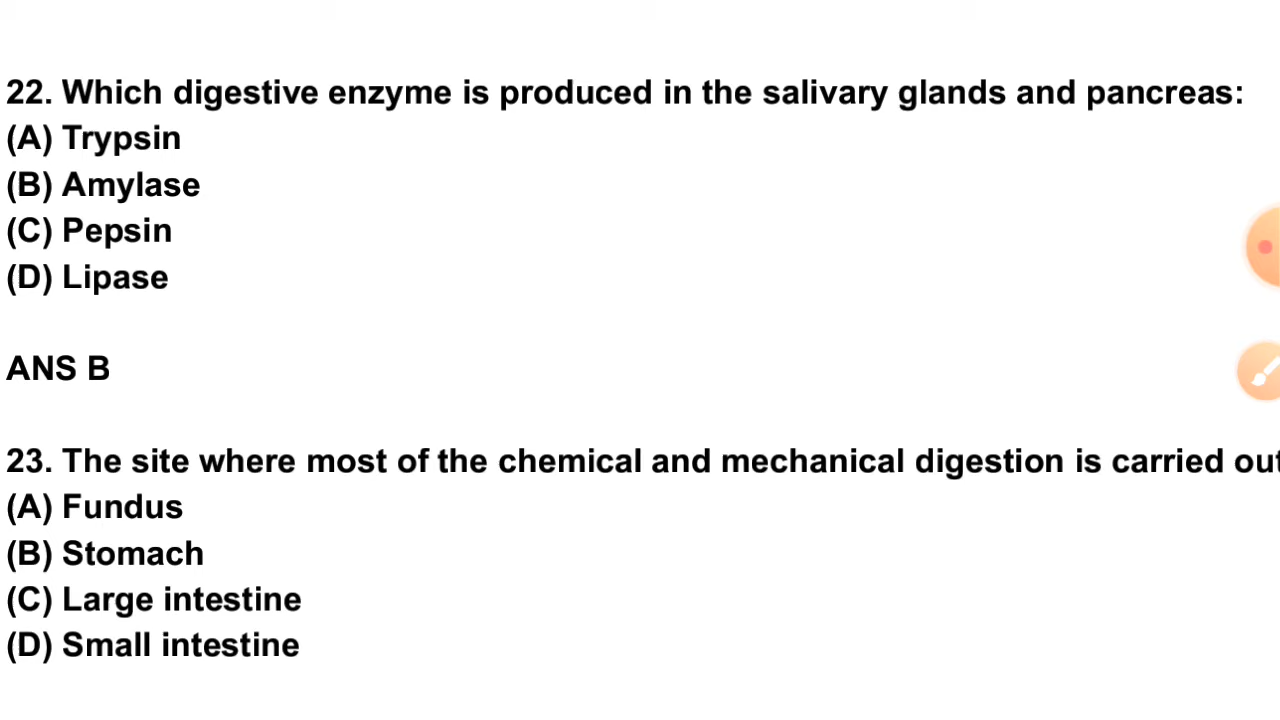 22. Which digestive enzyme is produced in the salivary glands and pancreas:
(A) Trypsin
(B) Amylase
(C) Pepsin
(D) Lipase
ANS B
23. The site where most of the chemical and mechanical digestion is carried out
(A) Fundus
(B) Stomach
(C) Large intestine
(D) Small intestine